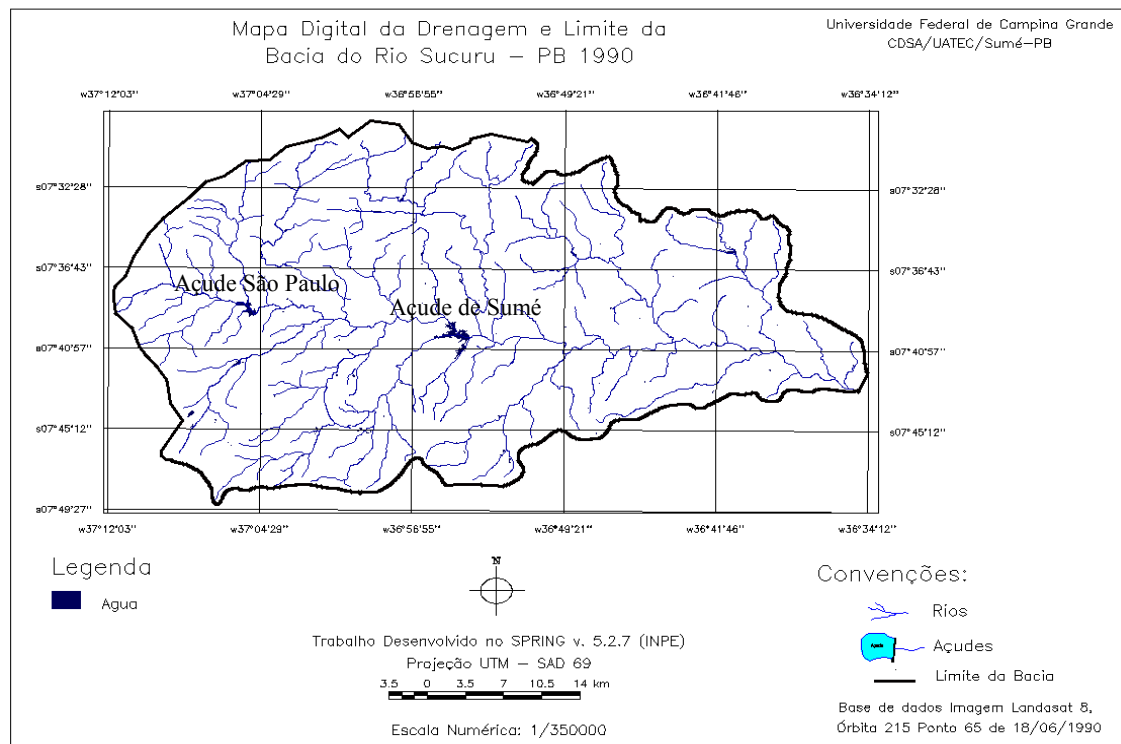 Mapa Digital da Drenagem e Limite da
Bacia do Rio Sucuru – PB 1990
Universidade Federal de Campina Grande
CDSA/UATEC/Sumé–PB
w37°12'03'' w37°04'29'' w36°56'55'' w36°49'21'' w36°41'46'' w36°34'12''
s07°32'28'' s07°32'28''
s07°36'43'' s07°36'43''
Açude São Paulo
Açude de Sumé
s07°40'57'' s07°40'57''
s07°45'12'' s07°45'12''
s07°49'27''
w37°12'03'' w37°04'29'' w36°56'55'' w36°49'21'' w36°41'46'' w36°34'12''
Legenda
Agua
N
Trabalho Desenvolvido no SPRING v. 5.2.7 (INPE)
Projeção UTM – SAD 69
3.5 0 3.5 7 10.5 14 km
Escala Numérica: 1/350000
Convenções:
Rios
Açudes
Limite da Bacia
Base de dados Imagem Landasat 8,
Órbita 215 Ponto 65 de 18/06/1990